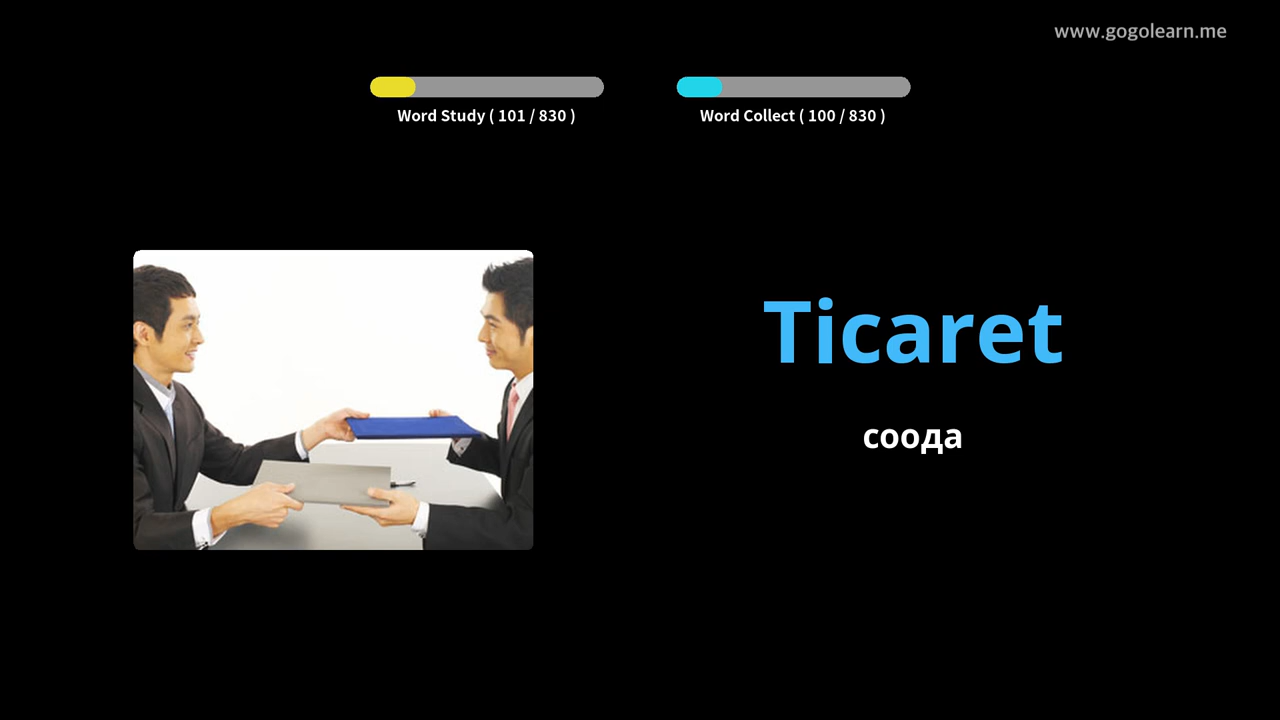 www.gogolearn.me
Word Study ( 101 / 830 )
Word Collect ( 100 / 830 )
Ticaret
соода